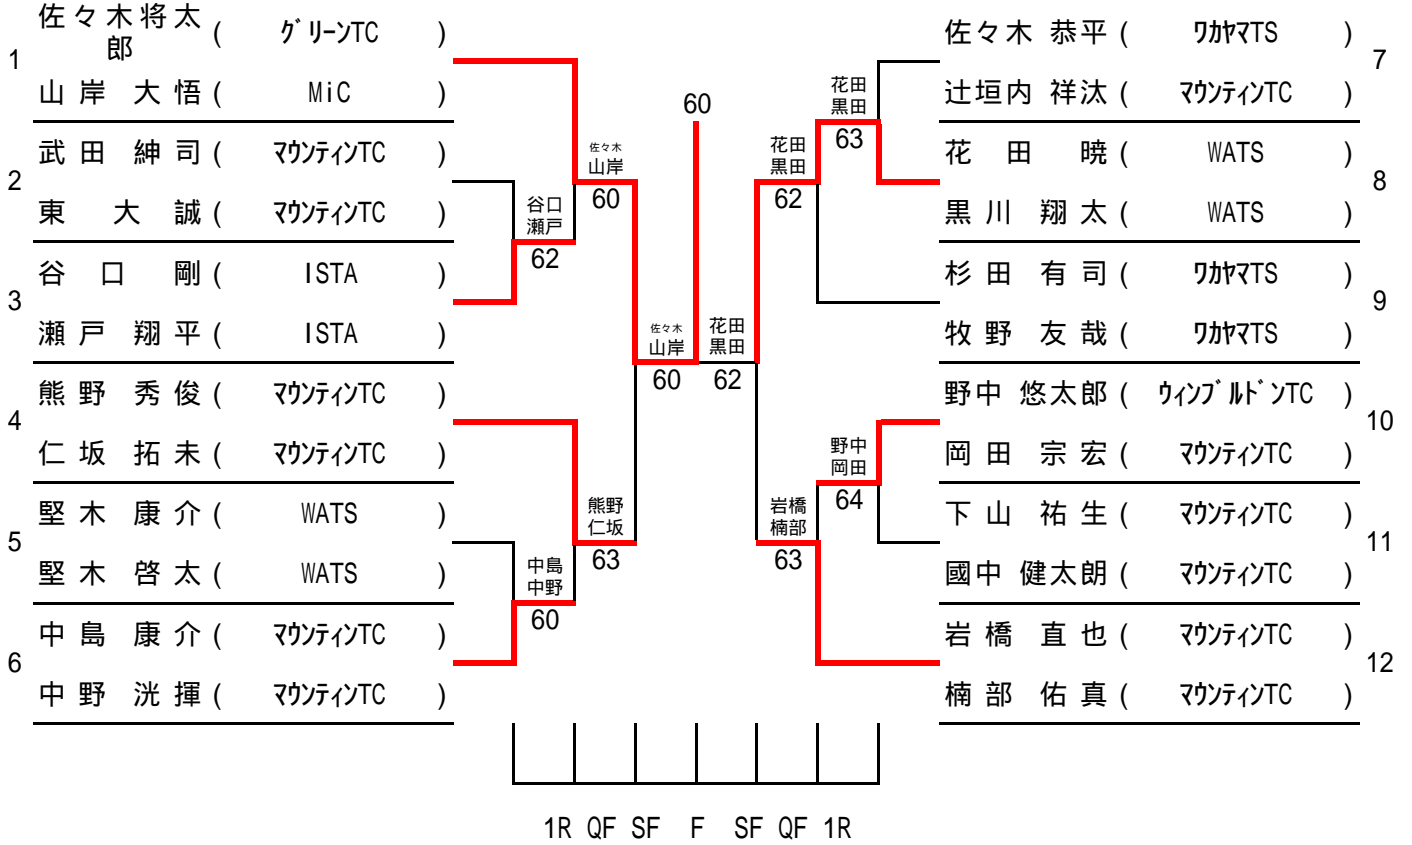 佐々木将太郎 ( グリーンTC )
1
山岸 大悟 ( MiC )
武田 紳司 ( マウンティンTC )
2
東 大誠 ( マウンティンTC )
谷口 剛 ( ISTA )
3
瀬戸 翔平 ( ISTA )
熊野 秀俊 ( マウンティンTC )
4
仁坂 拓未 ( マウンティンTC )
堅木 康介 ( WATS )
5
堅木 啓太 ( WATS )
中島 康介 ( マウンティンTC )
6
中野 洸揮 ( マウンティンTC )
谷口
瀬戸
62
中島
中野
60
佐々木
山岸
60
熊野
仁坂
63
佐々木
山岸
60
60
花田
黒田
62
花田
黒田
62
岩橋
楠部
63
花田
黒田
63
野中
岡田
64
佐々木 恭平 ( ワカヤマTS )
7
辻垣内 祥汰 ( マウンティンTC )
花田 暁 ( WATS )
8
黒川 翔太 ( WATS )
杉田 有司 ( ワカヤマTS )
9
牧野 友哉 ( ワカヤマTS )
野中 悠太郎 ( ウィンブルドンTC )
10
岡田 宗宏 ( マウンティンTC )
下山 祐生 ( マウンティンTC )
11
國中 健太朗 ( マウンティンTC )
岩橋 直也 ( マウンティンTC )
12
楠部 佑真 ( マウンティンTC )
1R QF SF F SF QF 1R